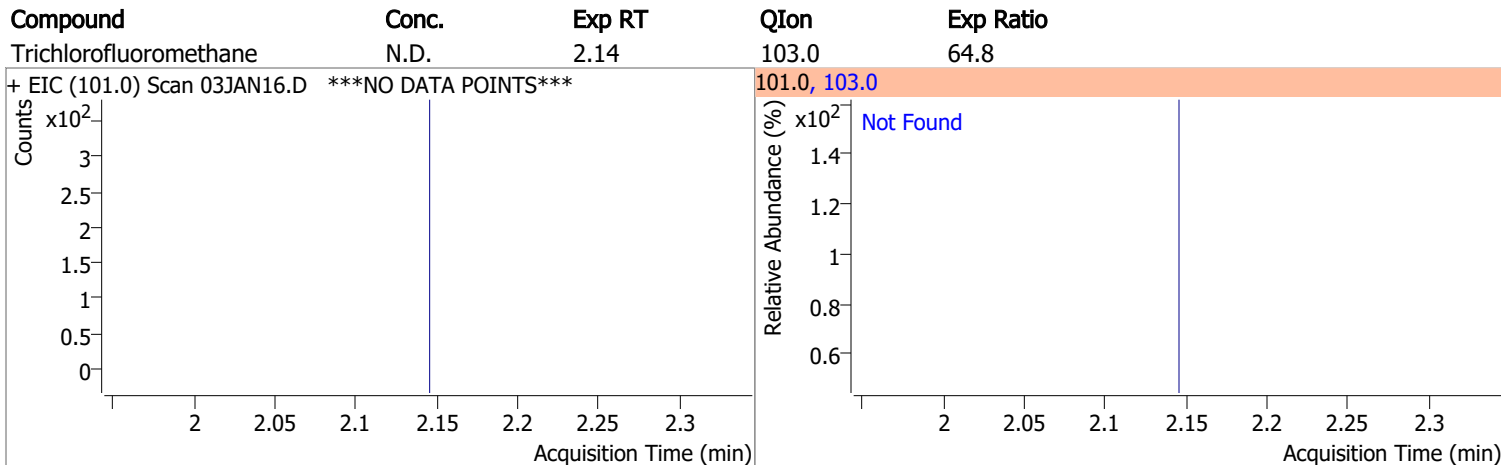 Compound Conc. Exp RT QIon Exp Ratio
Trichlorofluoromethane N.D. 2.14 103.0 64.8
+ EIC (101.0) Scan 03JAN16.D ***NO DATA POINTS***
Counts
x10²
3
2.5
2
1.5
1
0.5
0
2 2.05 2.1 2.15 2.2 2.25 2.3
Acquisition Time (min)
101.0, 103.0
Relative Abundance (%)
x10²
Not Found
1.4
1.2
1
0.8
0.6
2 2.05 2.1 2.15 2.2 2.25 2.3
Acquisition Time (min)